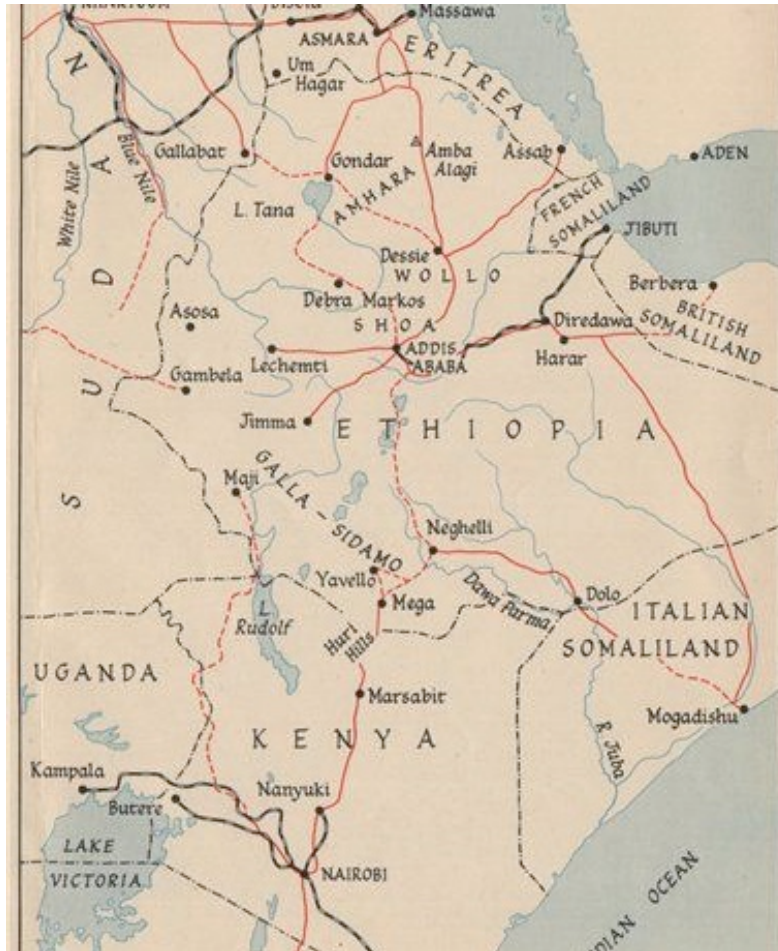 Massawa
ASMARA
ERITREA
Um
Hagar
SUDAN
Blue Nile
White Nile
Gallabat
Gondar
Amba
Alagi
Assab
ADEN
L. Tana
AMHARA
FRENCH
SOMALILAND
JIBUTI
Dessie
WOLLO
Berbera
BRITISH
SOMALILAND
Debra Markos
Asosa
SHOA
Diredawa
Lechemti
ADDIS
ABABA
Harar
Gambela
Jimma
ETHIOPIA
GALLA – SIDAMO
Maji
Neghelli
Yavello
Dawa Parma
Dolo
Mega
L.
Rudolf
Huri
Hills
ITALIAN
SOMALILAND
UGANDA
Marsabit
Mogadishu
KENYA
R. Juba
Kampala
Butere
Nanyuki
LAKE
VICTORIA
NAIROBI
OCEAN